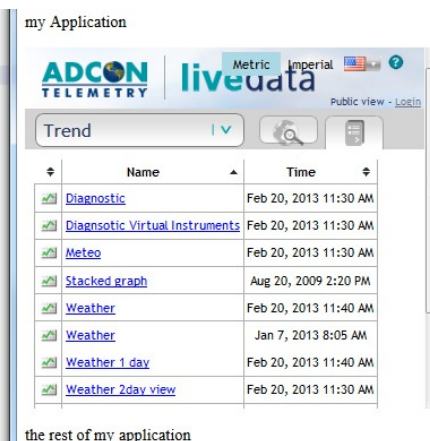 my Application
Metric Imperial
ADCON
TELEMETRY
livedata
Public view - Login
Trend
Name Time
Diagnostic Feb 20, 2013 11:30 AM
Diagnsotic Virtual Instruments Feb 20, 2013 11:30 AM
Meteo Feb 20, 2013 11:30 AM
Stacked graph Aug 20, 2009 2:20 PM
Weather Feb 20, 2013 11:40 AM
Weather Jan 7, 2013 8:05 AM
Weather 1 day Feb 20, 2013 11:40 AM
Weather 2day view Feb 20, 2013 11:30 AM
the rest of my application